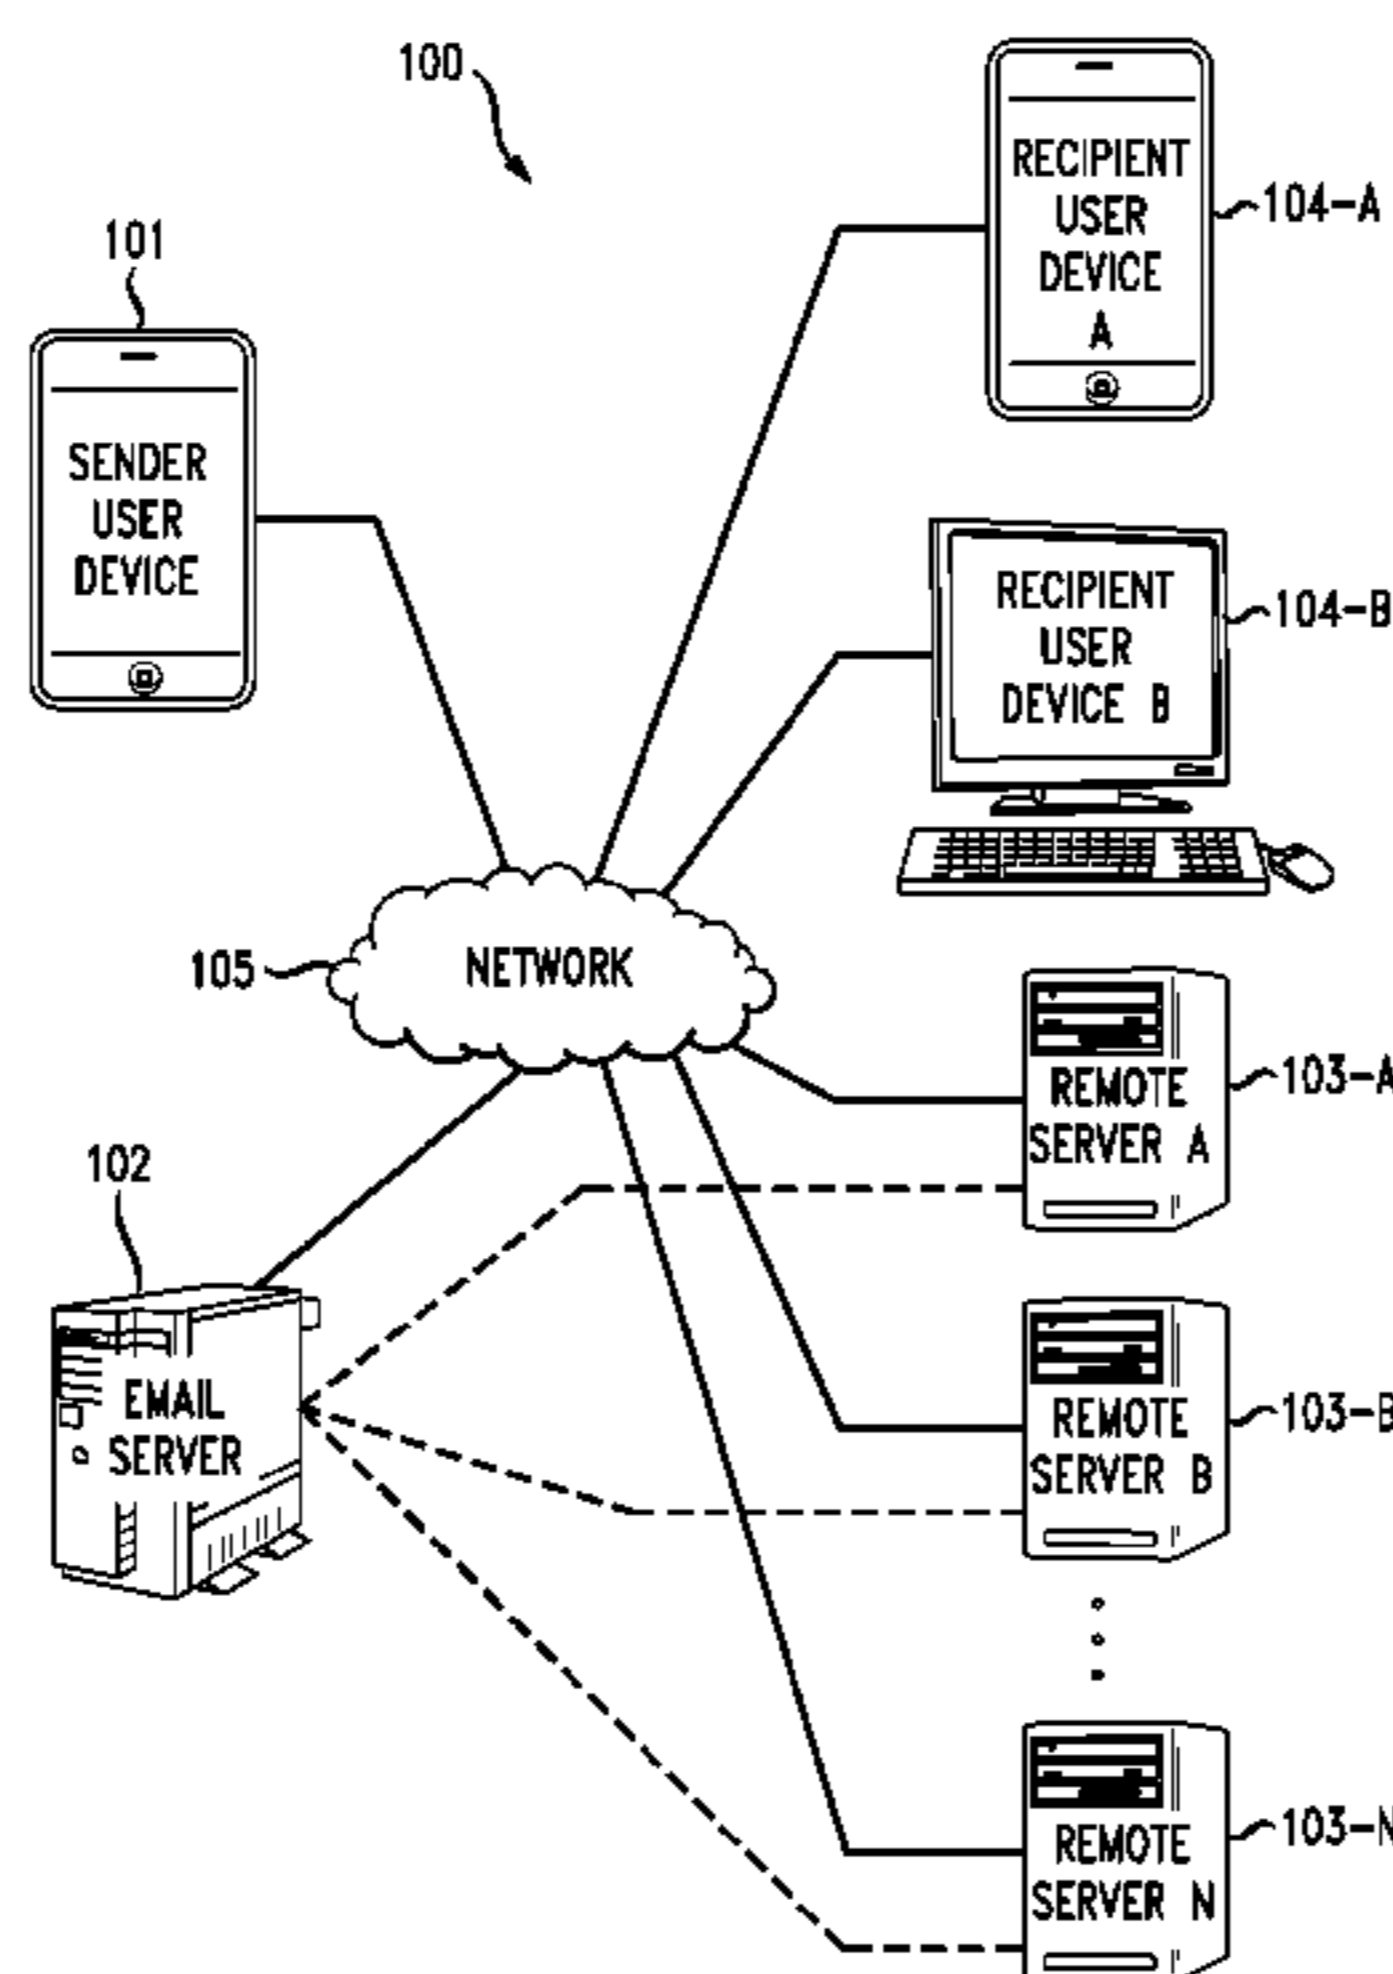 100
RECIPIENT
USER
DEVICE
A
104-A
101
SENDER
USER
DEVICE
RECIPIENT
USER
DEVICE B
104-B
105
NETWORK
REMOTE
SERVER A
103-A
102
EMAIL
SERVER
REMOTE
SERVER B
103-B
REMOTE
SERVER N
103-N